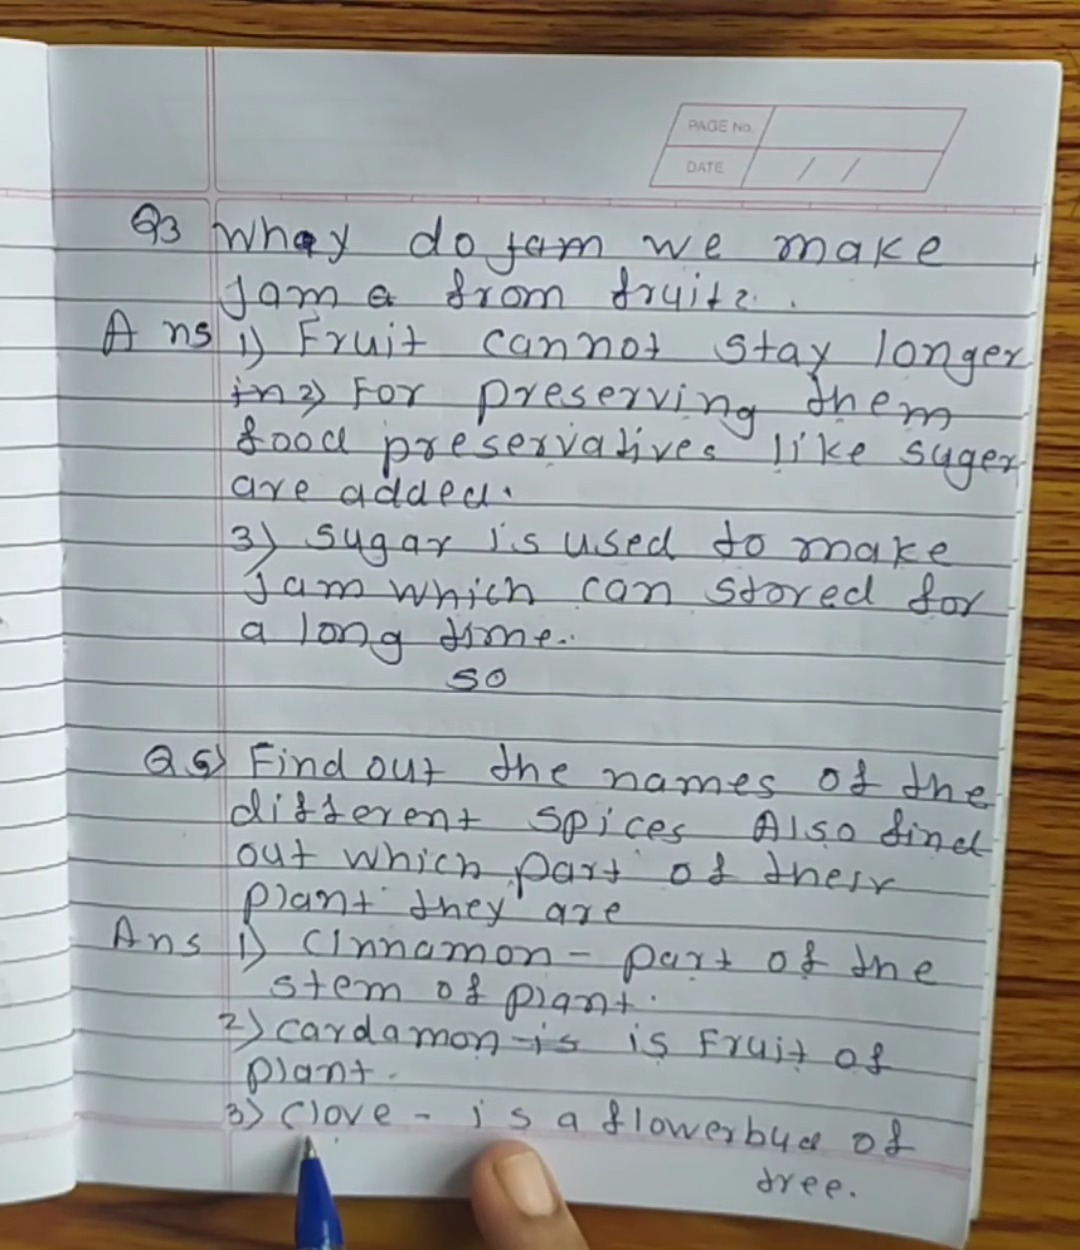 PAGE No.
DATE / /
Q3 Whay do jam we make
Jam a from fruit?.
Ans 1) Fruit cannot stay longer
in 2) For preserving them
food preservatives like suger
are added.
3) sugar is used to make
jam which can stored for
a long time.
so
Q5) Find out the names of the
different spices Also find
out which part of their
plant they are
Ans 1) Cinnamon - part of the
stem of plant.
2) cardamon is is Fruit of
plant.
3) Clove - is a flowerbud of
tree.